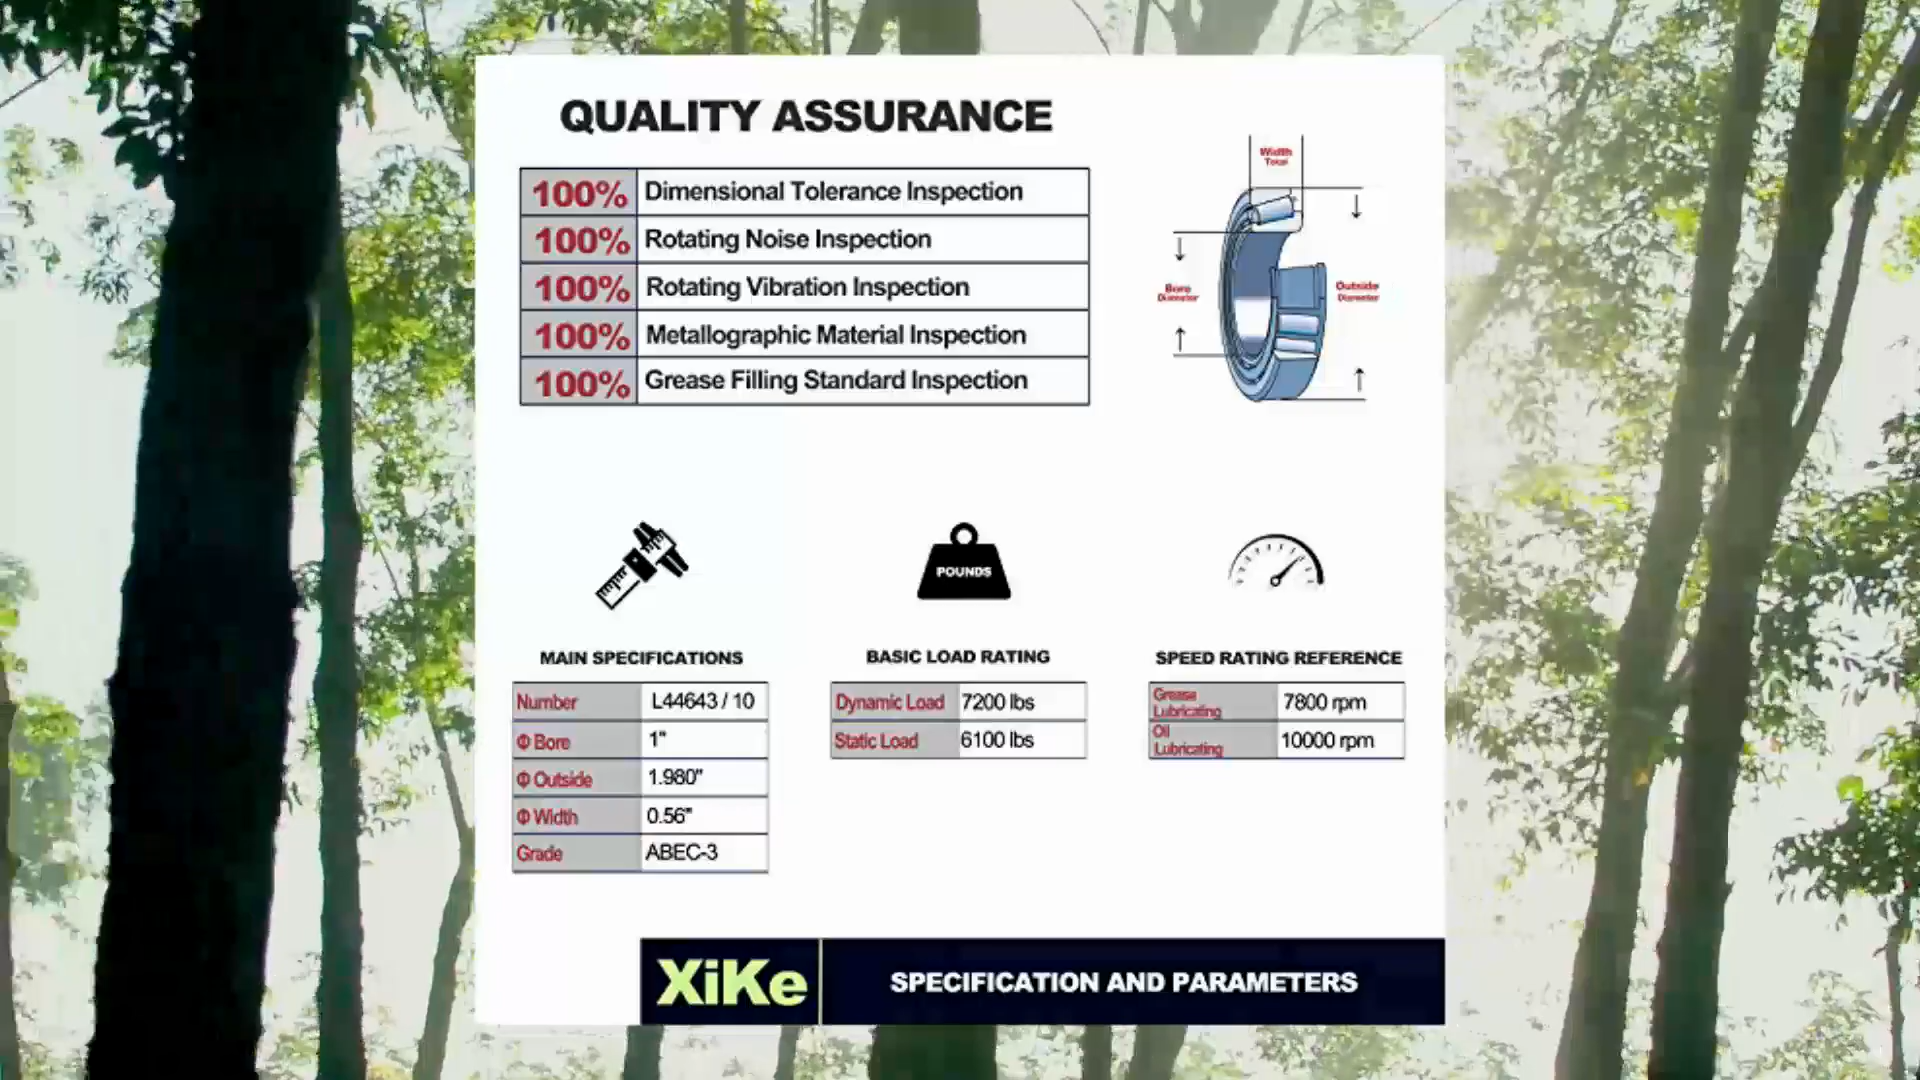 QUALITY ASSURANCE
100% Dimensional Tolerance Inspection
100% Rotating Noise Inspection
100% Rotating Vibration Inspection
100% Metallographic Material Inspection
100% Grease Filling Standard Inspection
Width
Total
Bore
Diameter
Outside
Diameter
POUNDS
MAIN SPECIFICATIONS
Number L44643 / 10
Φ Bore 1"
Φ Outside 1.980"
Φ Width 0.56"
Grade ABEC-3
BASIC LOAD RATING
Dynamic Load 7200 lbs
Static Load 6100 lbs
SPEED RATING REFERENCE
Grease
Lubricating 7800 rpm
Oil
Lubricating 10000 rpm
XiKe SPECIFICATION AND PARAMETERS